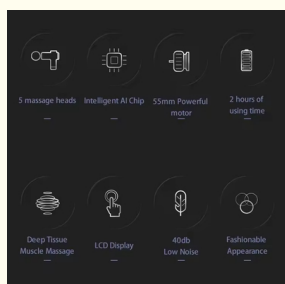 5 massage heads
Intelligent AI Chip
55mm Powerful
motor
2 hours of
using time
Deep Tissue
Muscle Massage
LCD Display
40db
Low Noise
Fashionable
Appearance